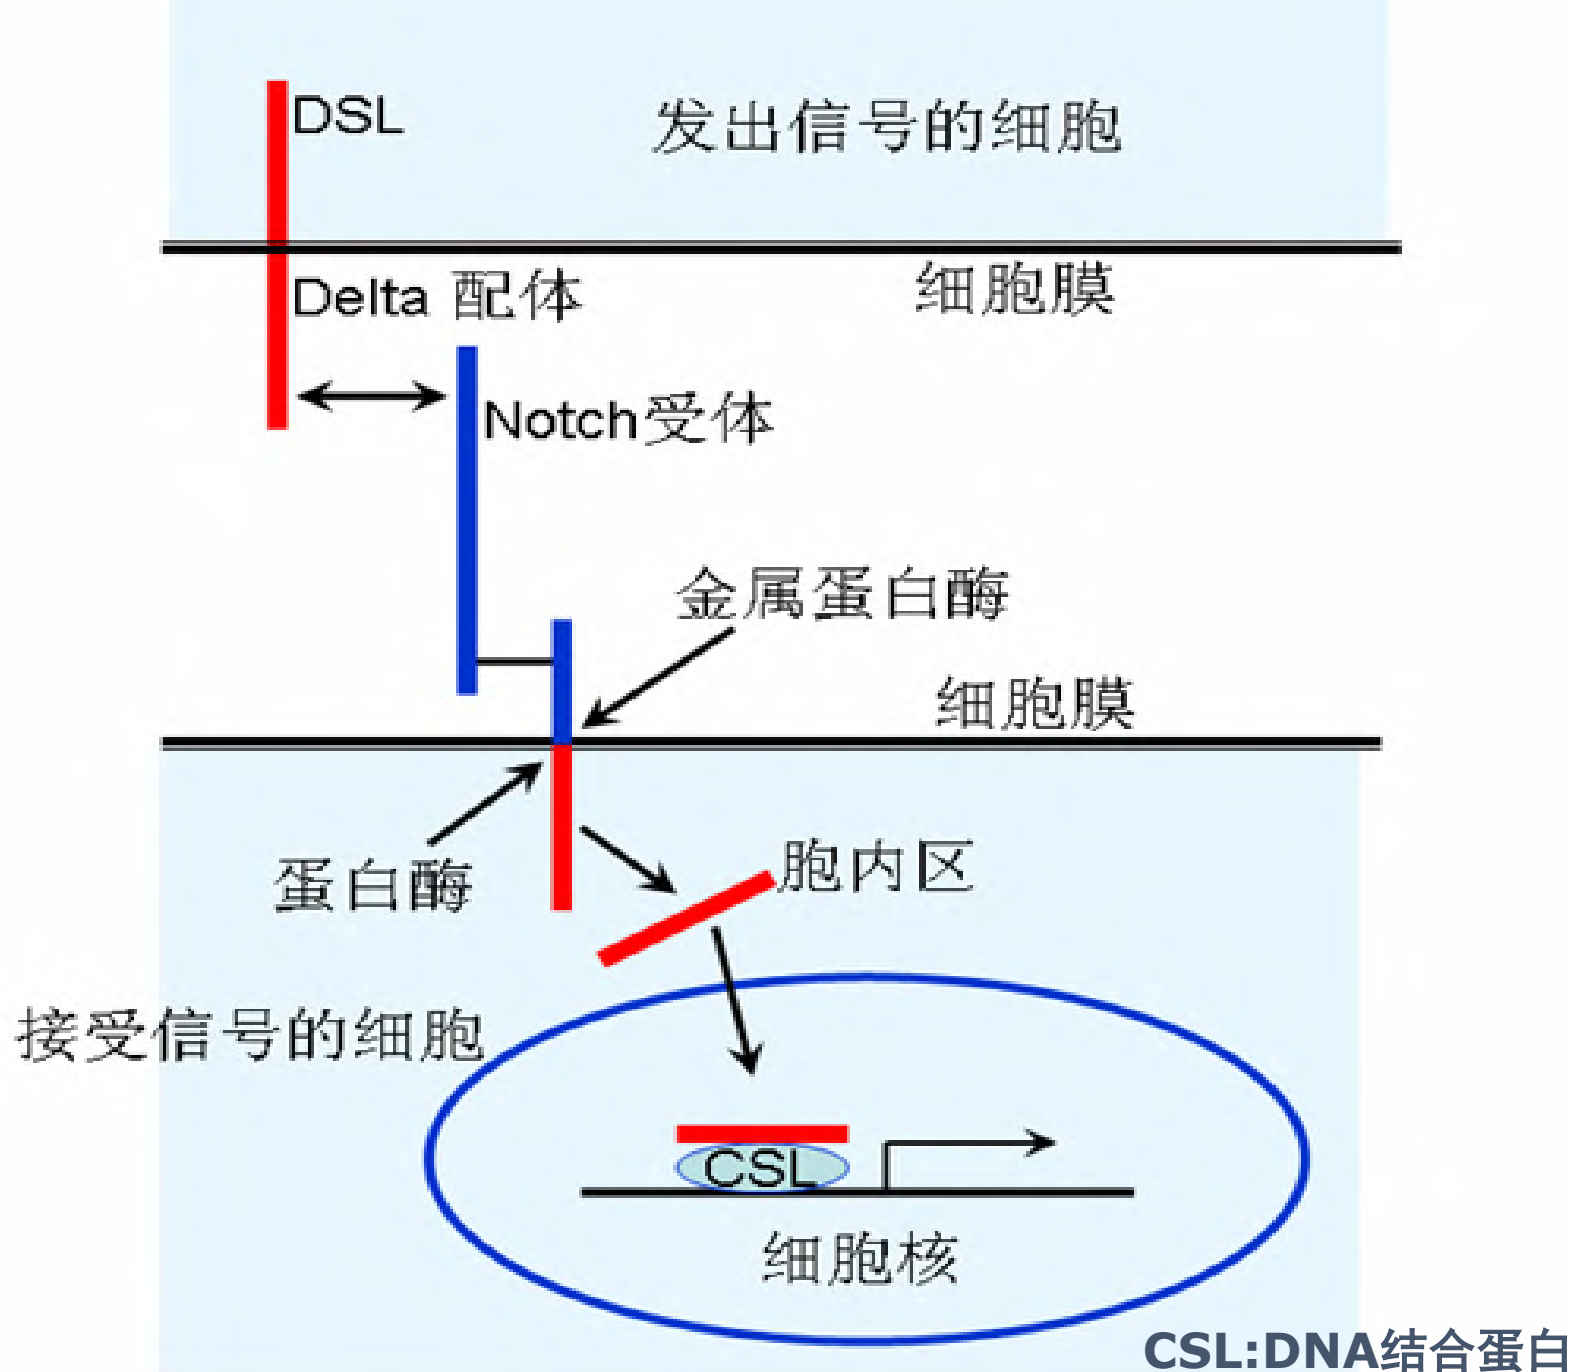 DSL
发出信号的细胞
细胞膜
Delta 配体
Notch受体
金属蛋白酶
细胞膜
蛋白酶
胞内区
接受信号的细胞
CSL
细胞核
CSL:DNA结合蛋白